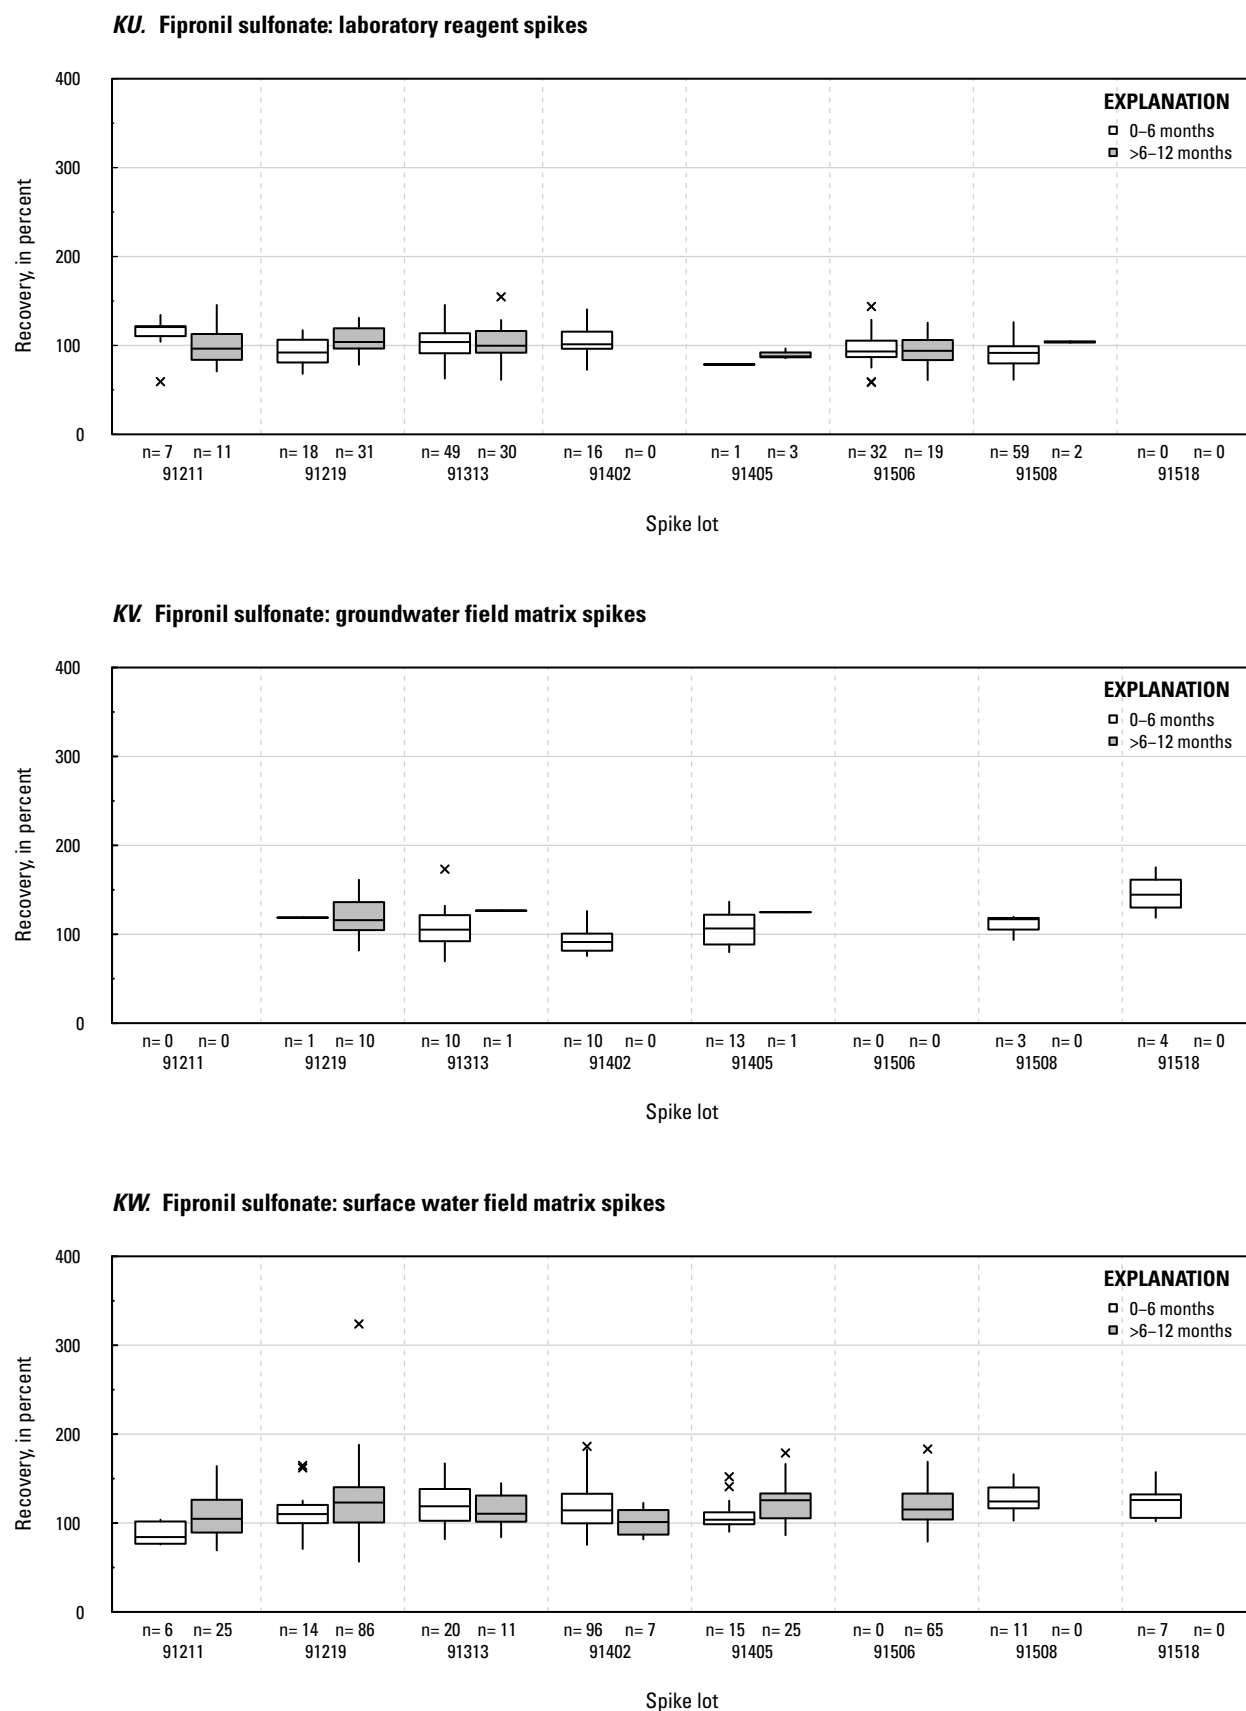 KU. Fipronil sulfonate: laboratory reagent spikes
400
300
200
100
0
Recovery, in percent
EXPLANATION
0–6 months
>6–12 months
n= 7 n= 11 n= 18 n= 31 n= 49 n= 30 n= 16 n= 0 n= 1 n= 3 n= 32 n= 19 n= 59 n= 2 n= 0 n= 0
91211 91219 91313 91402 91405 91506 91508 91518
Spike lot
KV. Fipronil sulfonate: groundwater field matrix spikes
400
300
200
100
0
Recovery, in percent
EXPLANATION
0–6 months
>6–12 months
n= 0 n= 0 n= 1 n= 10 n= 10 n= 1 n= 10 n= 0 n= 13 n= 1 n= 0 n= 0 n= 3 n= 0 n= 4 n= 0
91211 91219 91313 91402 91405 91506 91508 91518
Spike lot
KW. Fipronil sulfonate: surface water field matrix spikes
400
300
200
100
0
Recovery, in percent
EXPLANATION
0–6 months
>6–12 months
n= 6 n= 25 n= 14 n= 86 n= 20 n= 11 n= 96 n= 7 n= 15 n= 25 n= 0 n= 65 n= 11 n= 0 n= 7 n= 0
91211 91219 91313 91402 91405 91506 91508 91518
Spike lot